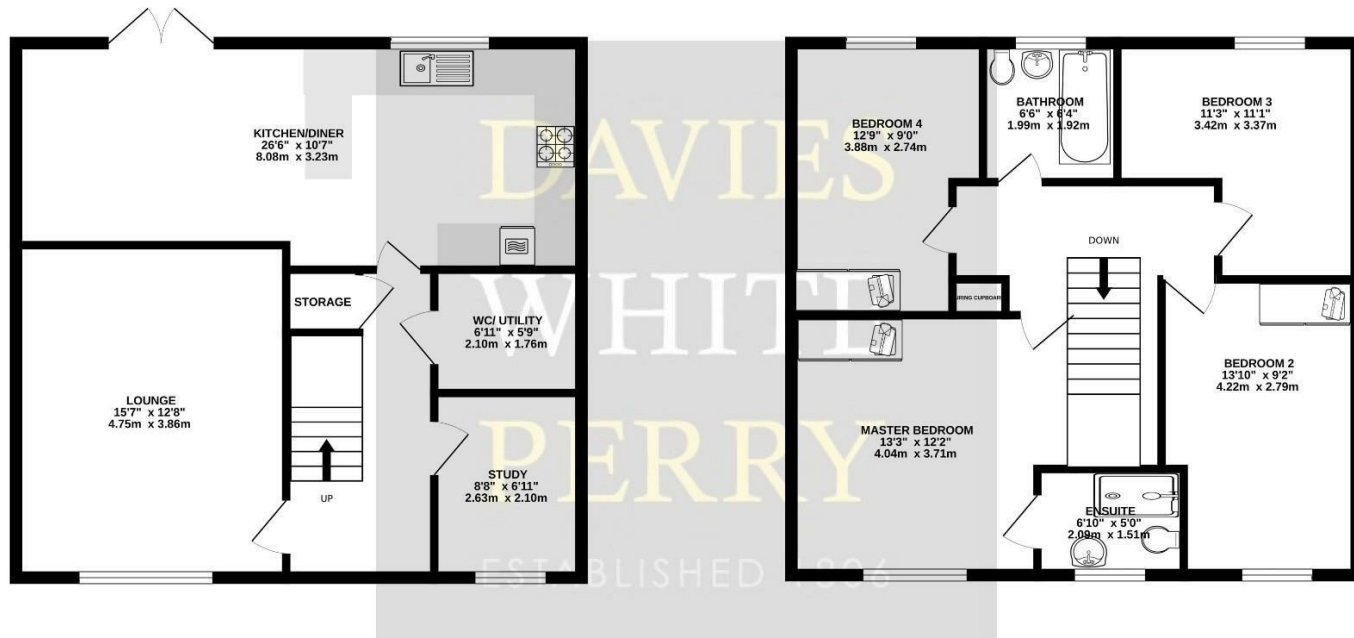 KITCHEN/DINER
26'6" x 10'7"
8.08m x 3.23m
STORAGE
WC/ UTILITY
6'11" x 5'9"
2.10m x 1.76m
LOUNGE
15'7" x 12'8"
4.75m x 3.86m
UP
STUDY
8'8" x 6'11"
2.63m x 2.10m
BEDROOM 4
12'9" x 9'0"
3.88m x 2.74m
BATHROOM
6'6" x 6'4"
1.99m x 1.92m
BEDROOM 3
11'3" x 11'1"
3.42m x 3.37m
DOWN
CUPBOARD
BEDROOM 2
13'10" x 9'2"
4.22m x 2.79m
MASTER BEDROOM
13'3" x 12'2"
4.04m x 3.71m
ENSUITE
6'10" x 5'0"
2.09m x 1.51m
DAVIES
WHITE
PERRY
ESTABLISHED 1806